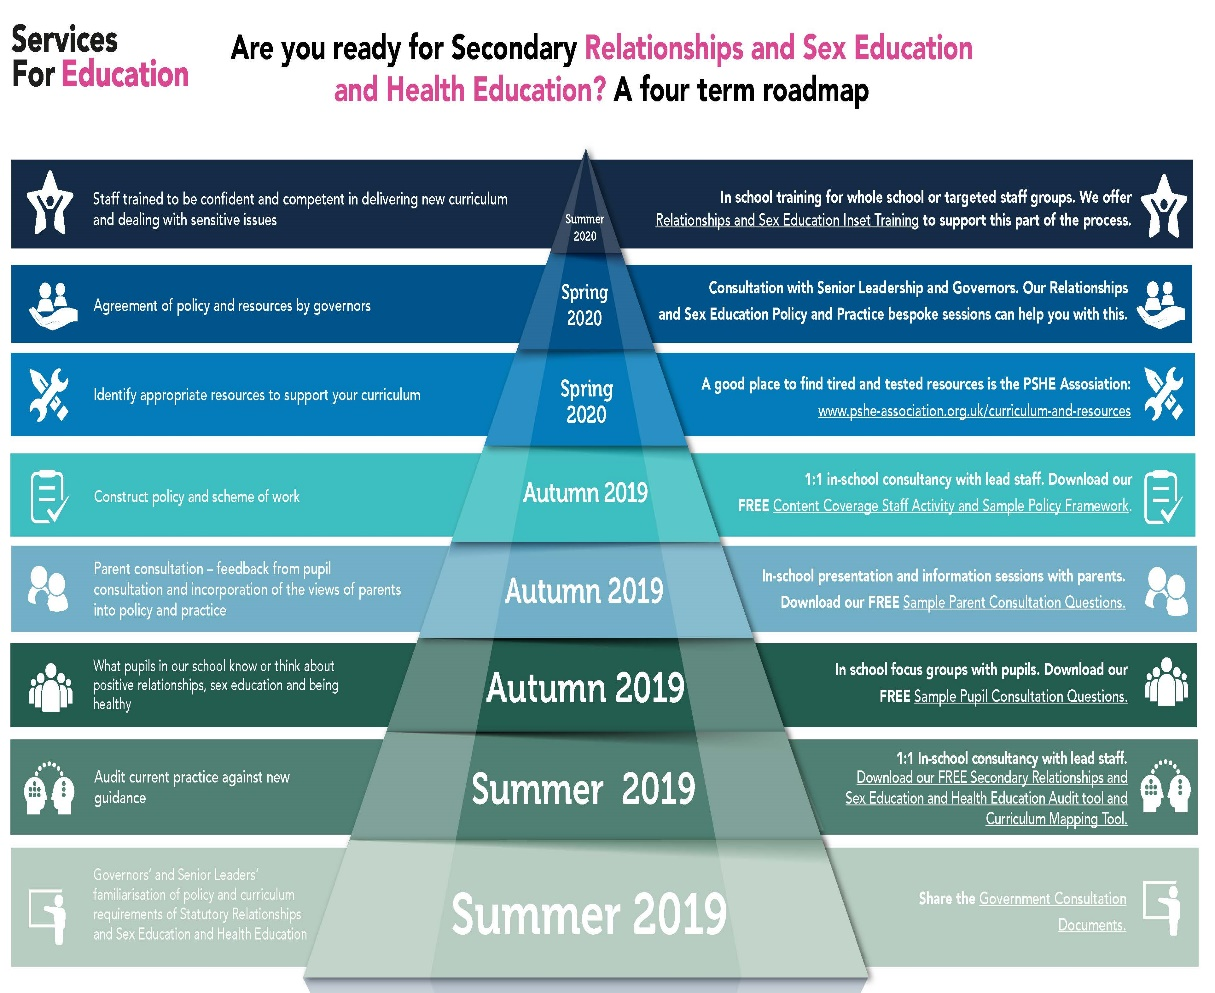 Services
For Education
Are you ready for Secondary Relationships and Sex Education
and Health Education? A four term roadmap
Staff trained to be confident and competent in delivering new curriculum
and dealing with sensitive issues
Summer
2020
In school training for whole school or targeted staff groups. We offer
Relationships and Sex Education Inset Training to support this part of the process.
Agreement of policy and resources by governors
Spring
2020
Consultation with Senior Leadership and Governors. Our Relationships
and Sex Education Policy and Practice bespoke sessions can help you with this.
Identify appropriate resources to support your curriculum
Spring
2020
A good place to find tired and tested resources is the PSHE Association:
www.pshe-association.org.uk/curriculum-and-resources
Construct policy and scheme of work
Autumn 2019
1:1 in-school consultancy with lead staff. Download our
FREE Content Coverage Staff Activity and Sample Policy Framework.
Parent consultation – feedback from pupil
consultation and incorporation of the views of parents
into policy and practice
Autumn 2019
In-school presentation and information sessions with parents.
Download our FREE Sample Parent Consultation Questions.
What pupils in our school know or think about
positive relationships, sex education and being
healthy
Autumn 2019
In school focus groups with pupils. Download our
FREE Sample Pupil Consultation Questions.
Audit current practice against new
guidance
Summer 2019
1:1 In-school consultancy with lead staff.
Download our FREE Secondary Relationships and
Sex Education and Health Education Audit tool and
Curriculum Mapping Tool.
Governors' and Senior Leaders'
familiarisation of policy and curriculum
requirements of Statutory Relationships
and Sex Education and Health Education
Summer 2019
Share the Government Consultation
Documents.